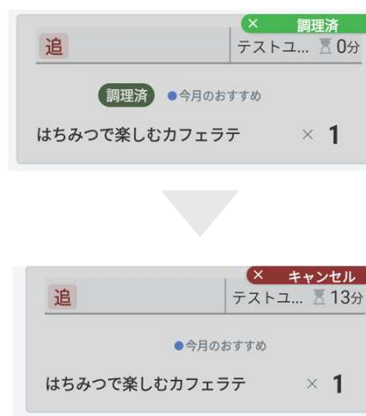 × 調理済
追 テストユ... 0分
調理済 ●今月のおすすめ
はちみつで楽しむカフェラテ × 1
× キャンセル
追 テストユ... 13分
●今月のおすすめ
はちみつで楽しむカフェラテ × 1